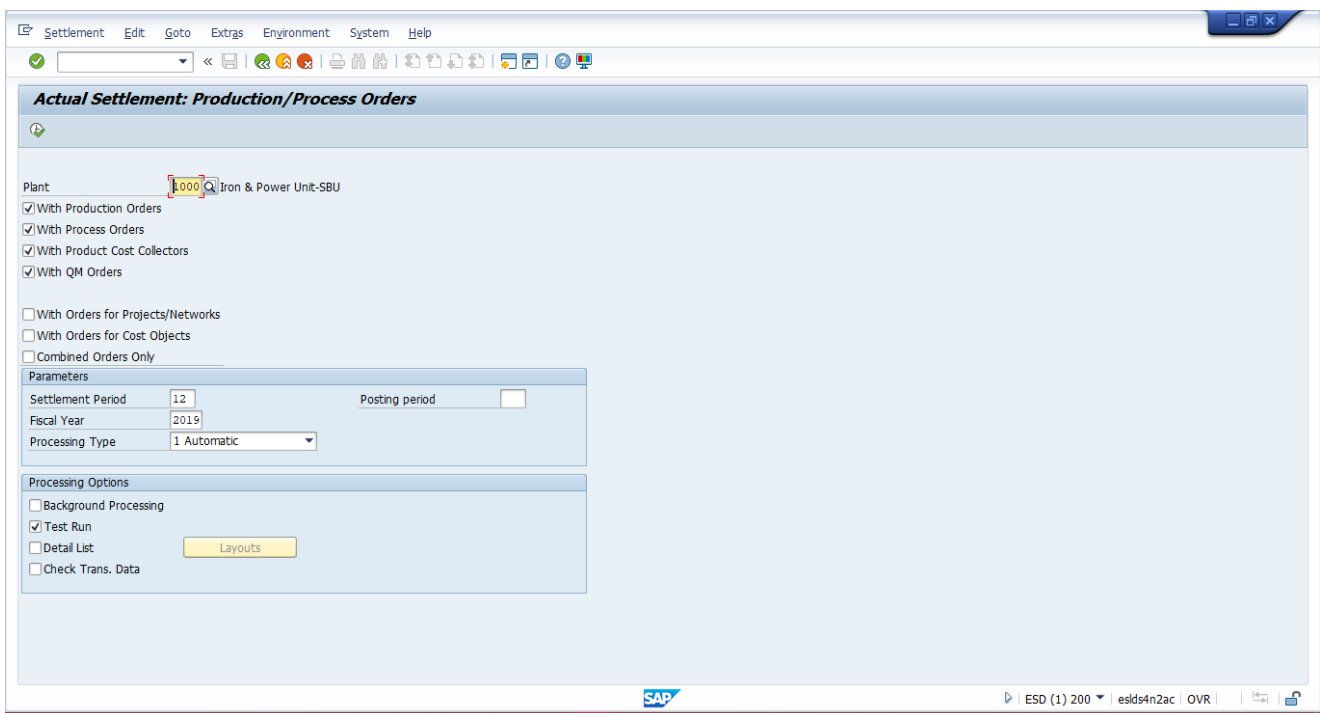 Settlement Edit Goto Extras Environment System Help
Actual Settlement: Production/Process Orders
Plant 1000 Iron & Power Unit-SBU
With Production Orders
With Process Orders
With Product Cost Collectors
With QM Orders
With Orders for Projects/Networks
With Orders for Cost Objects
Combined Orders Only
Parameters
Settlement Period 12 Posting period
Fiscal Year 2019
Processing Type 1 Automatic
Processing Options
Background Processing
Test Run
Detail List Layouts
Check Trans. Data
SAP ESD (1) 200 eslds4n2ac OVR